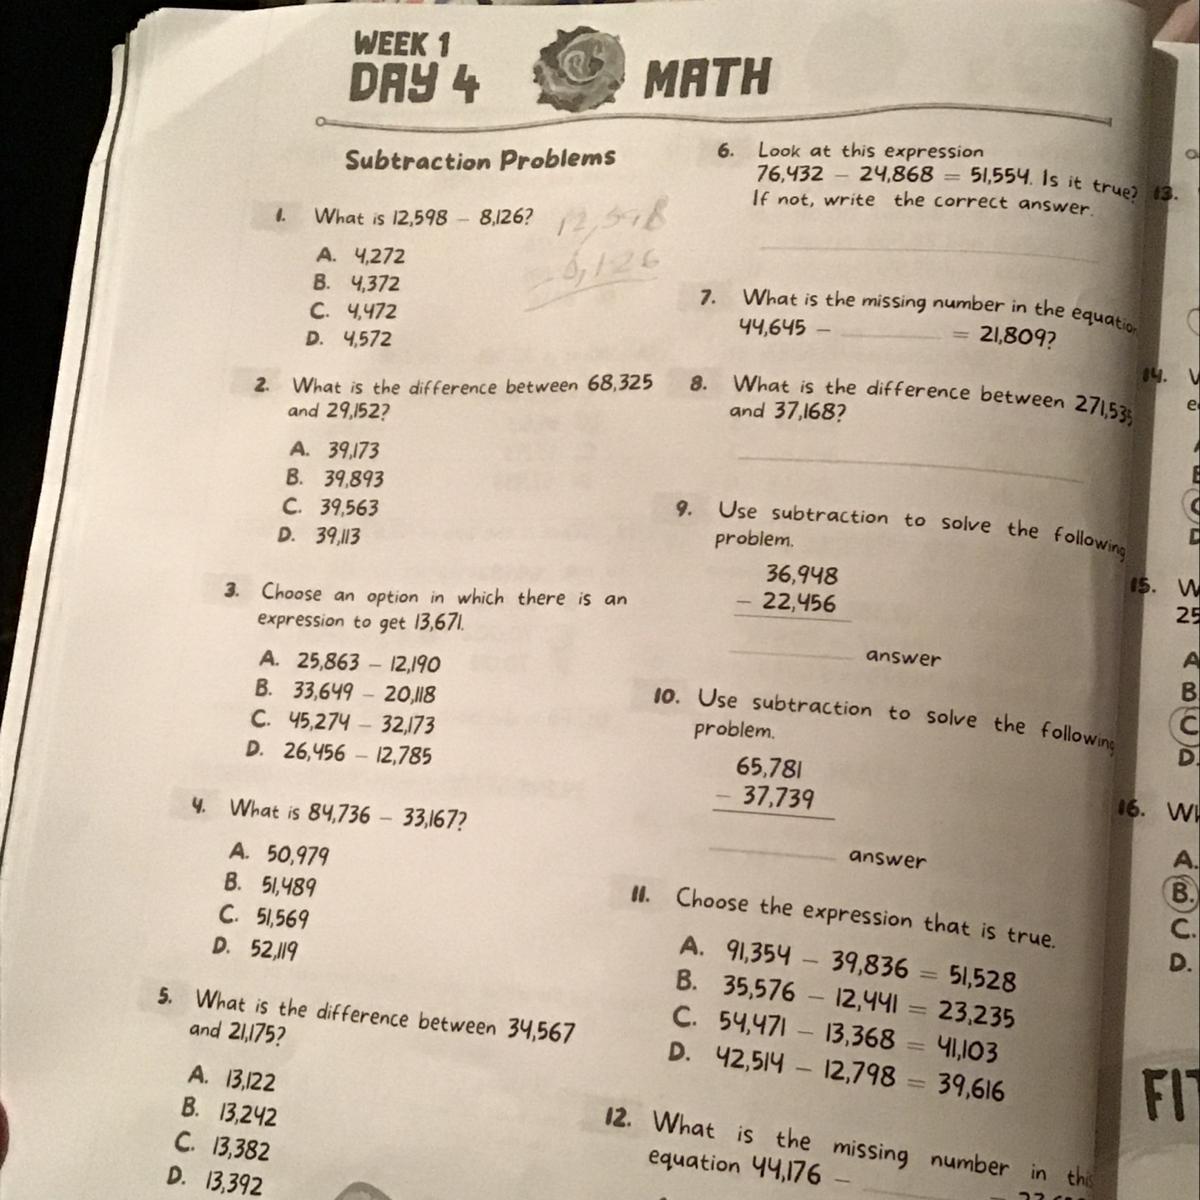 WEEK 1
DAY 4
MATH
Subtraction Problems
1. What is 12,598 – 8,126?
12,598
- 8,126
A. 4,272
B. 4,372
C. 4,472
D. 4,572
2. What is the difference between 68,325
and 29,152?
A. 39,173
B. 39,893
C. 39,563
D. 39,113
3. Choose an option in which there is an
expression to get 13,671.
A. 25,863 – 12,190
B. 33,649 – 20,118
C. 45,274 – 32,173
D. 26,456 – 12,785
4. What is 84,736 – 33,167?
A. 50,979
B. 51,489
C. 51,569
D. 52,119
5. What is the difference between 34,567
and 21,175?
A. 13,122
B. 13,242
C. 13,382
D. 13,392
6. Look at this expression
76,432 – 24,868 = 51,554. Is it true?
If not, write the correct answer.
7. What is the missing number in the equation
44,645 – ________ = 21,809?
8. What is the difference between 271,535
and 37,168?
9. Use subtraction to solve the following
problem.
36,948
– 22,456
________ answer
10. Use subtraction to solve the following
problem.
65,781
– 37,739
________ answer
11. Choose the expression that is true.
A. 91,354 – 39,836 = 51,528
B. 35,576 – 12,441 = 23,235
C. 54,471 – 13,368 = 41,103
D. 42,514 – 12,798 = 39,616
12. What is the missing number in this
equation 44,176 –
13.
14.
15.
25
A
B
C
D.
16.
A.
B.
C.
D.
FIT